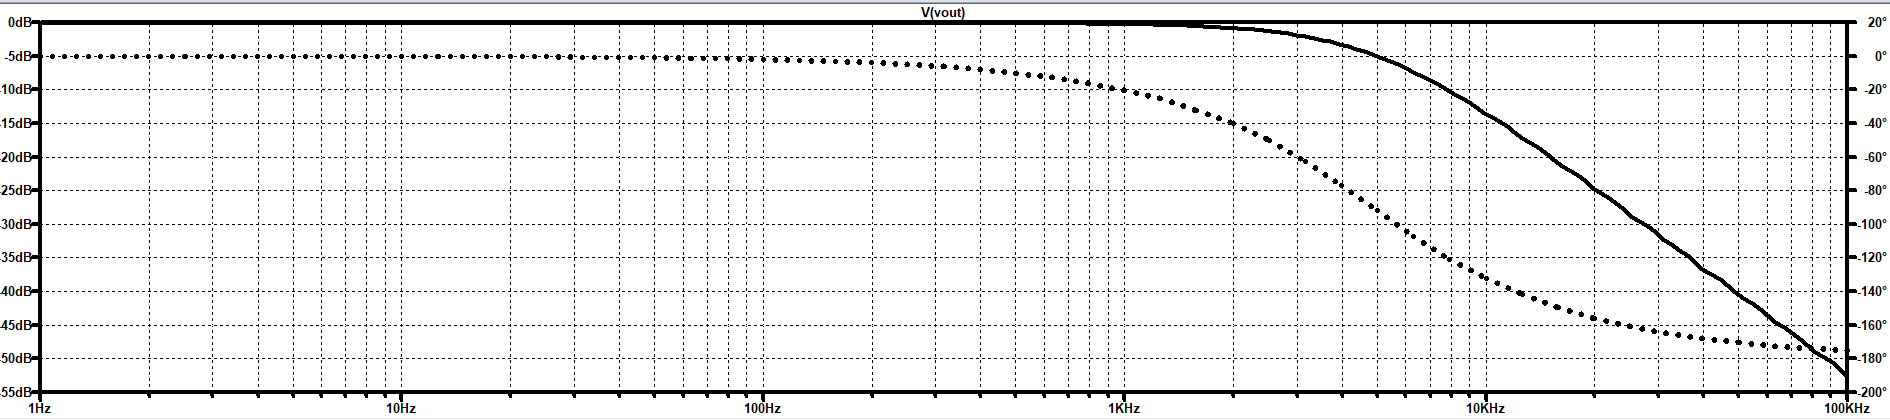 V(vout)
0dB 20°
-5dB 0°
-10dB -20°
-15dB -40°
-20dB -60°
-25dB -80°
-30dB -100°
-35dB -120°
-40dB -140°
-45dB -160°
-50dB -180°
-55dB -200°
1Hz 10Hz 100Hz 1KHz 10KHz 100KHz